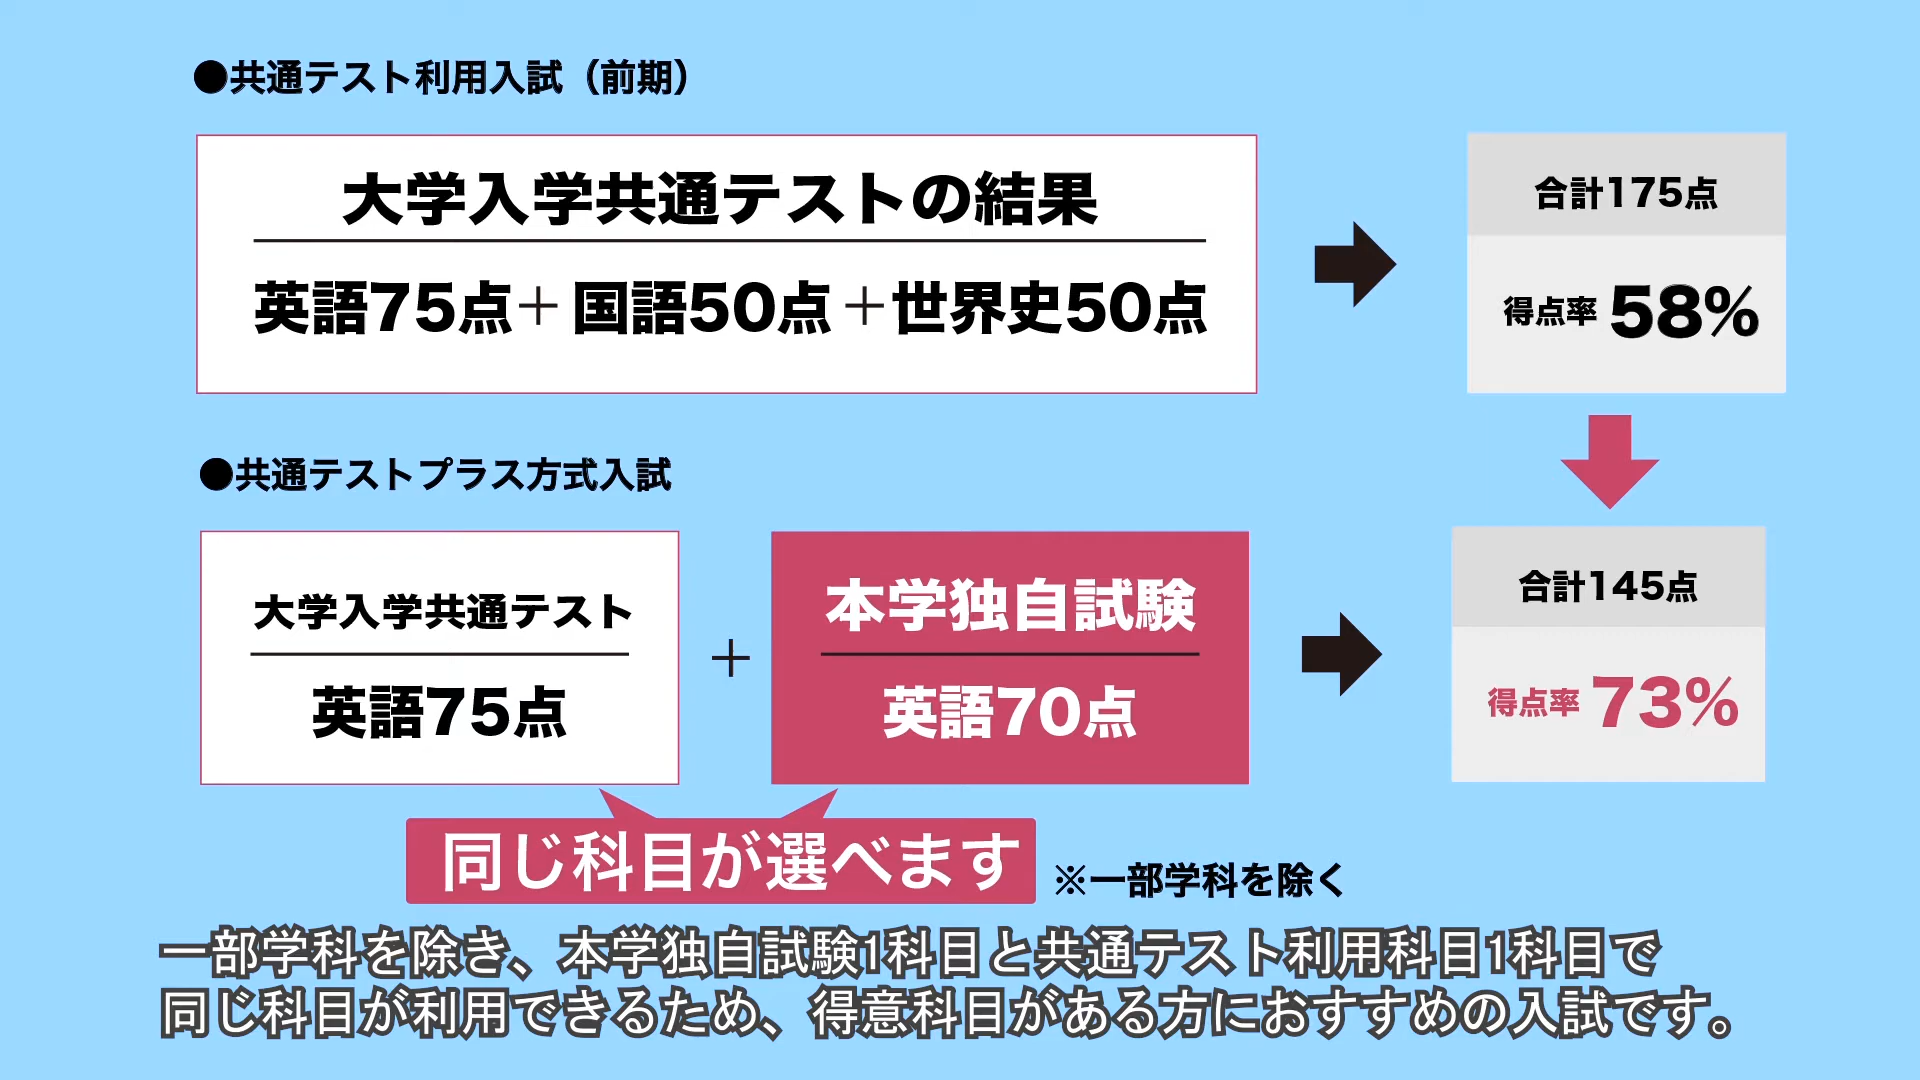 ●共通テスト利用入試（前期）
大学入学共通テストの結果
英語75点＋国語50点＋世界史50点
合計175点
得点率 58%
●共通テストプラス方式入試
大学入学共通テスト
英語75点
＋
本学独自試験
英語70点
合計145点
得点率 73%
同じ科目が選べます
※一部学科を除く
一部学科を除き、本学独自試験1科目と共通テスト利用科目1科目で
同じ科目が利用できるため、得意科目がある方におすすめの入試です。